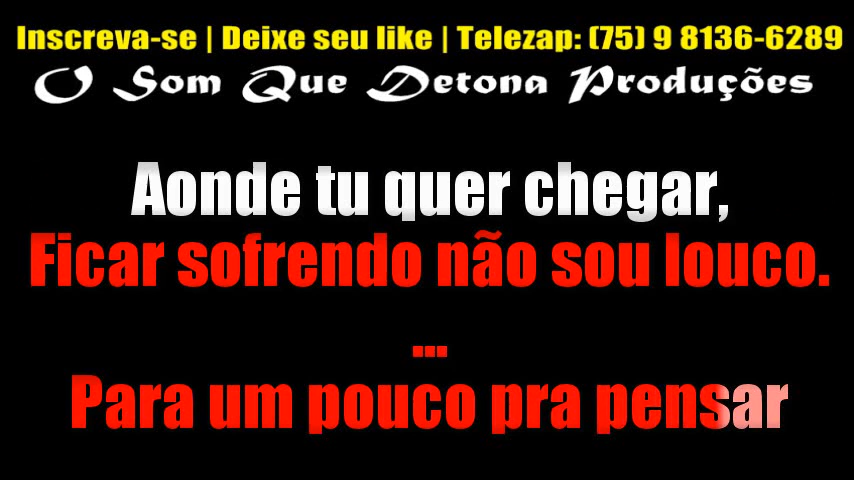 Inscreva-se | Deixe seu like | Telezap: (75) 9 8136-6289
O Som Que Detona Produções
Aonde tu quer chegar,
Ficar sofrendo não sou louco.
...
Para um pouco pra pensar